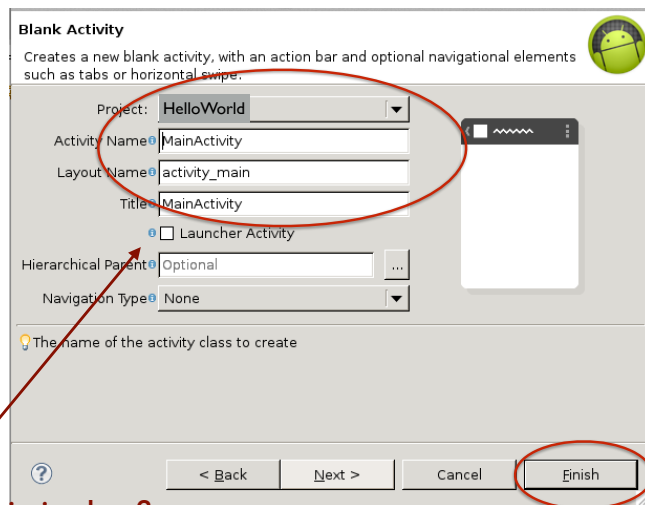 Blank Activity
Creates a new blank activity, with an action bar and optional navigational elements
such as tabs or horizontal swipe.
Project: HelloWorld
Activity Name MainActivity
Layout Name activity_main
Title MainActivity
Launcher Activity
Hierarchical Parent Optional ...
Navigation Type None
The name of the activity class to create
? < Back Next > Cancel Finish